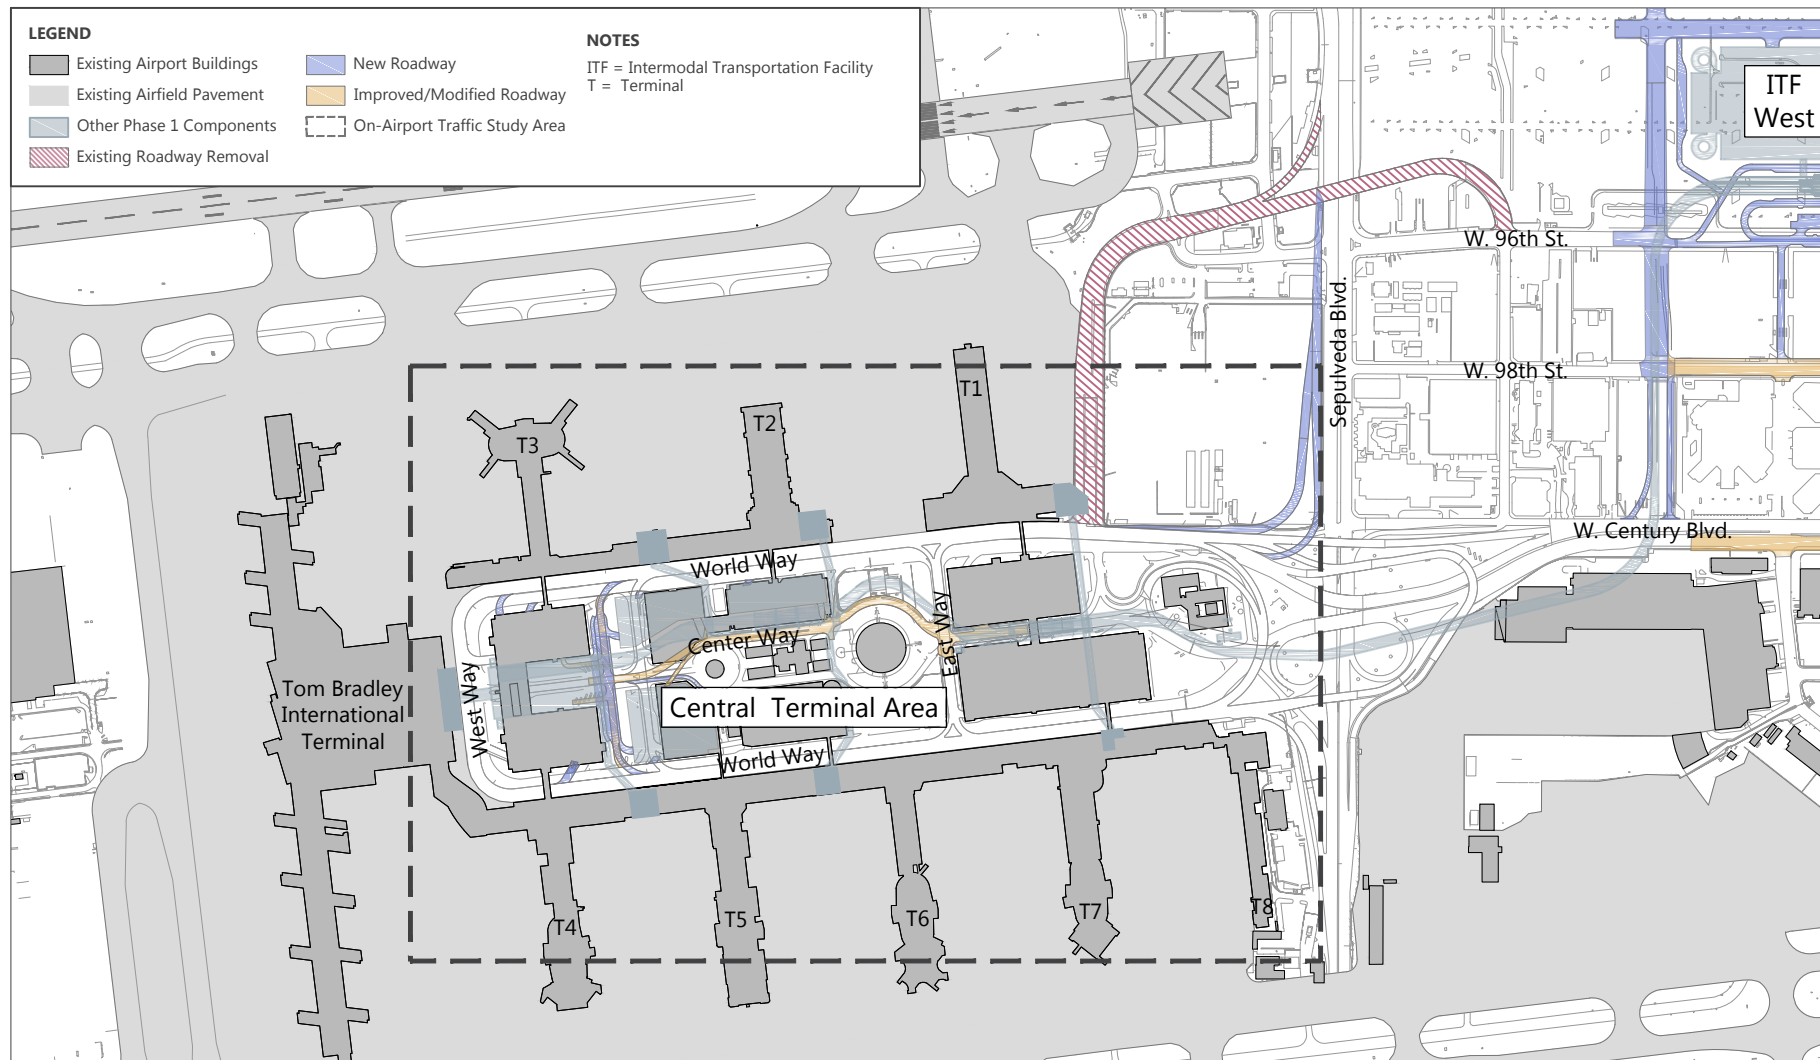 LEGEND
Existing Airport Buildings
Existing Airfield Pavement
Other Phase 1 Components
Existing Roadway Removal
New Roadway
Improved/Modified Roadway
On-Airport Traffic Study Area
NOTES
ITF = Intermodal Transportation Facility
T = Terminal
ITF
West
W. 96th St.
Sepulveda Blvd.
W. 98th St.
T1
T2
T3
W. Century Blvd.
World Way
East Way
Center Way
West Way
Tom Bradley
International
Terminal
Central Terminal Area
World Way
T4
T5
T6
T7
T8